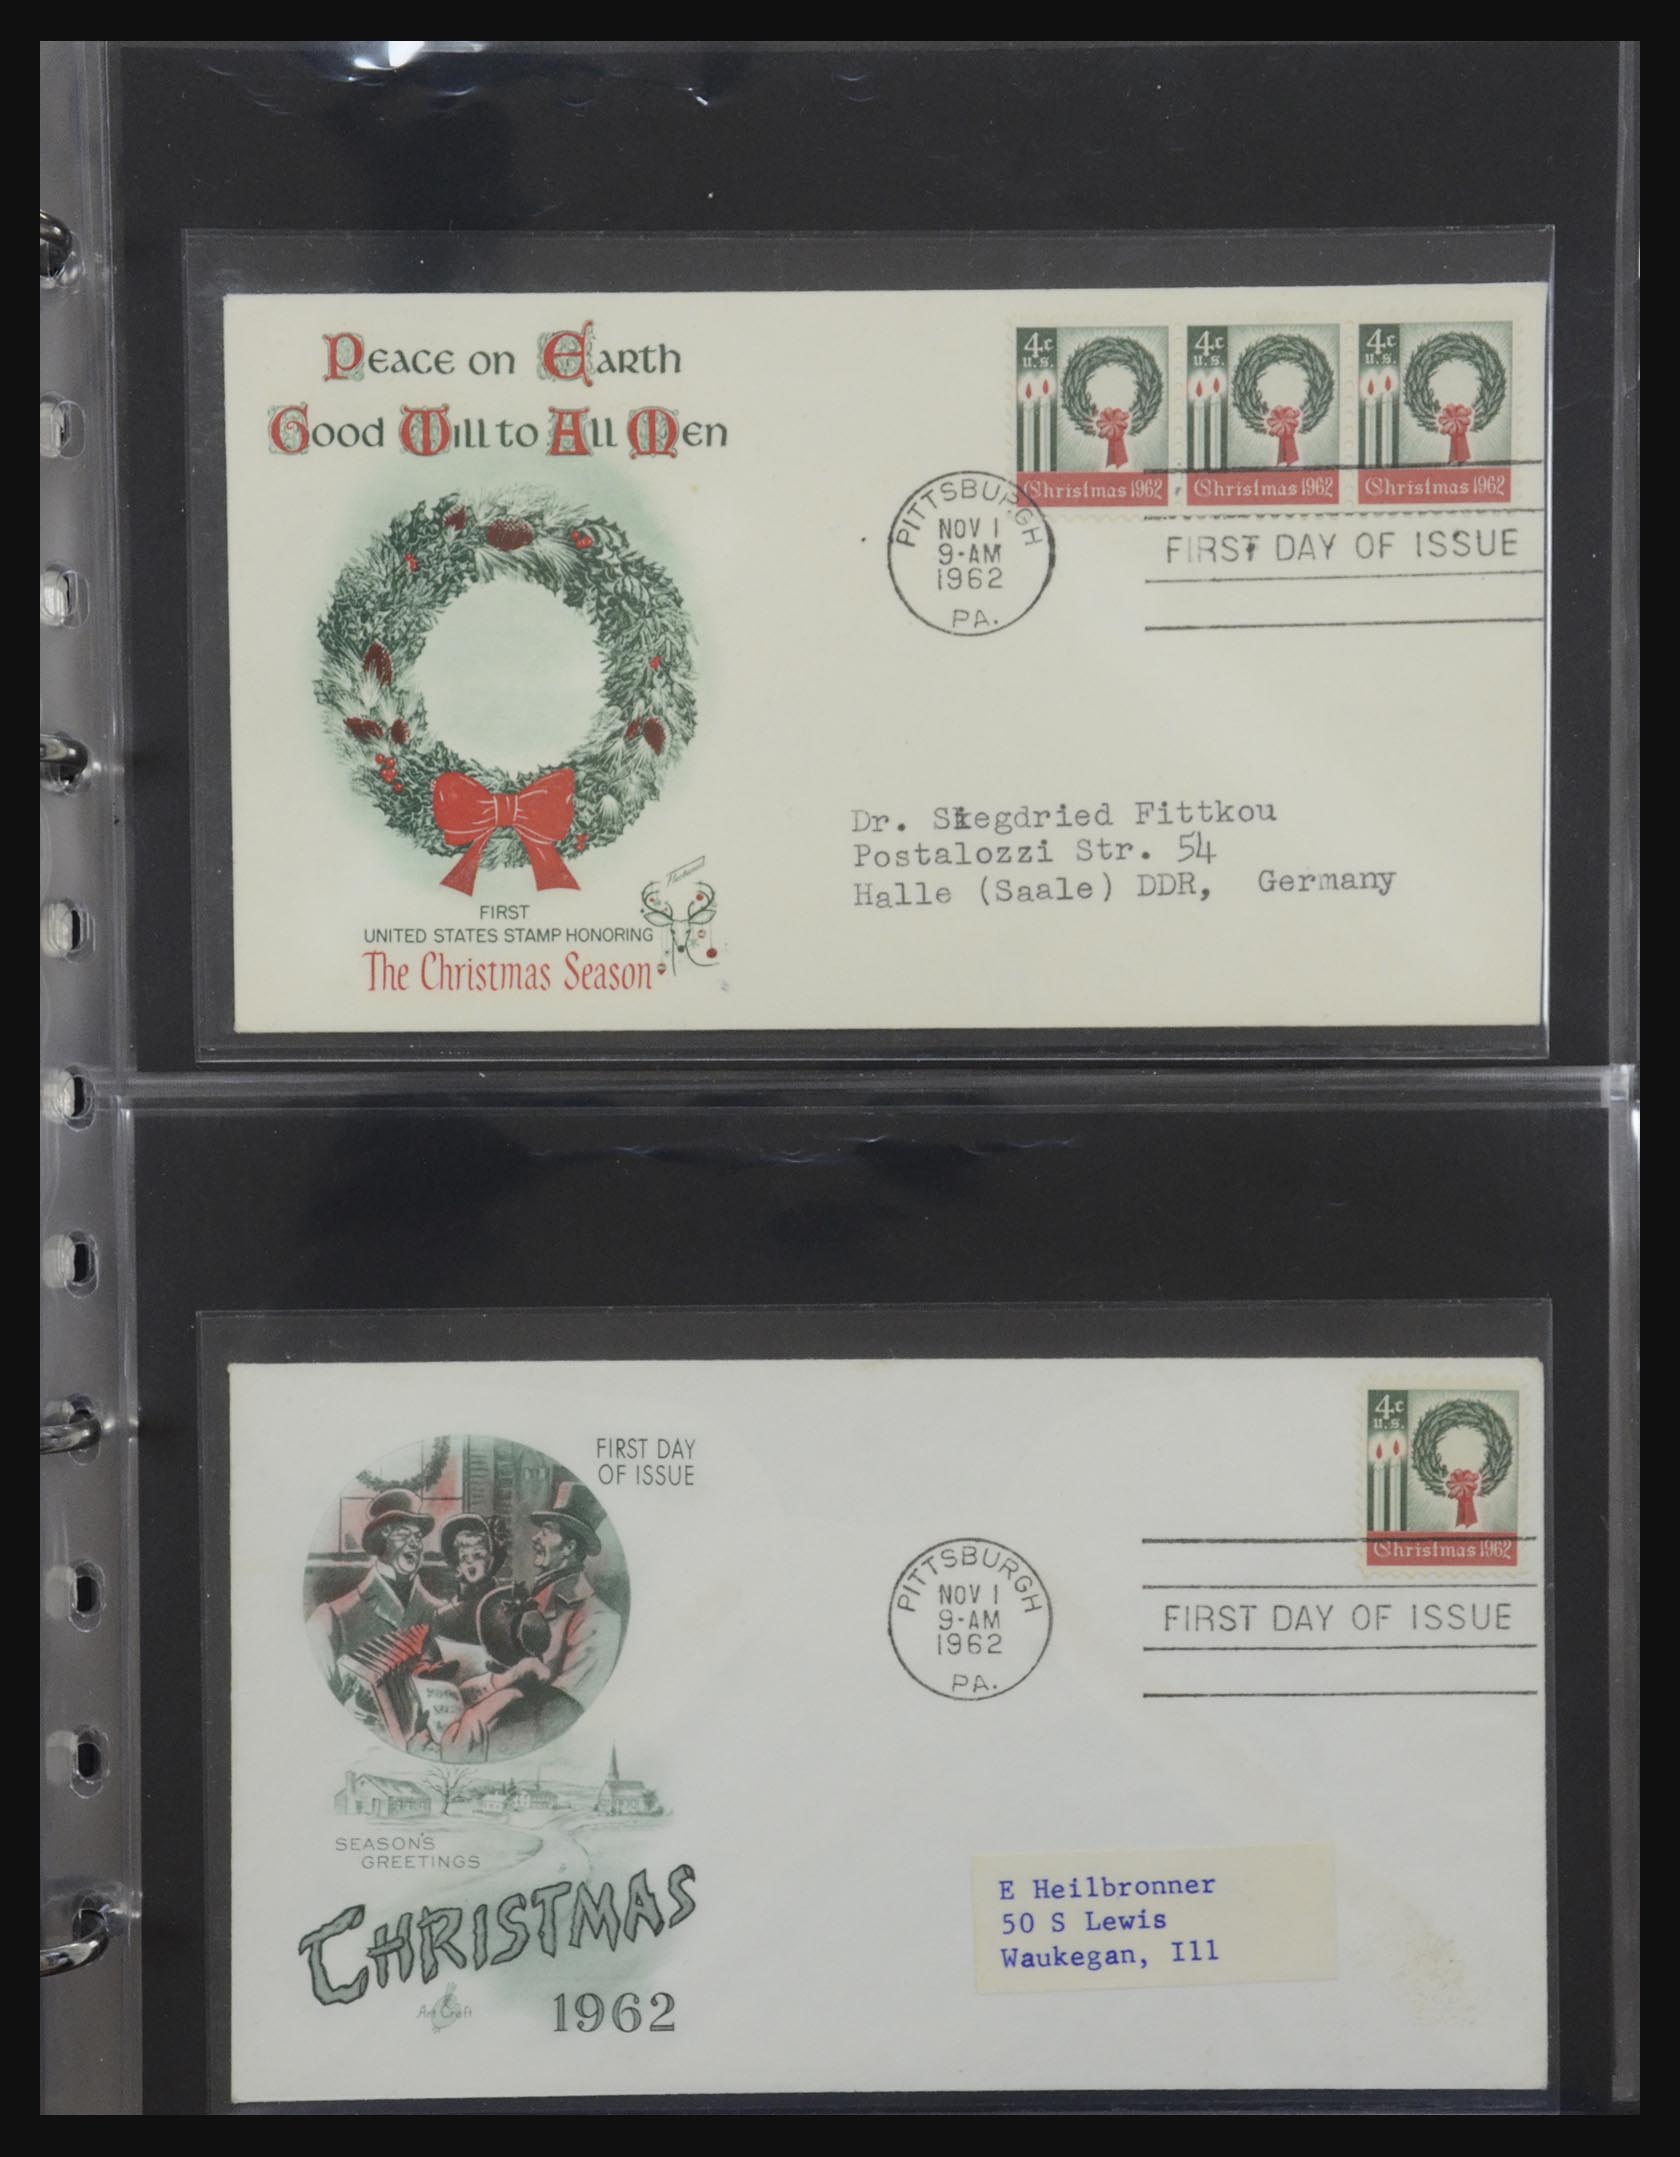 Peace on Earth
Good Will to All Men
4c
U.S.
Christmas 1962
4c
U.S.
Christmas 1962
4c
U.S.
Christmas 1962
PITTSBURGH
NOV 1
9-AM
1962
PA.
FIRST DAY OF ISSUE
Dr. Skegdried Fittkou
Postalozzi Str. 54
Halle (Saale) DDR, Germany
FIRST
UNITED STATES STAMP HONORING
The Christmas Season
FIRST DAY
OF ISSUE
4c
U.S.
Christmas 1962
PITTSBURGH
NOV 1
9-AM
1962
PA.
FIRST DAY OF ISSUE
SEASON'S
GREETINGS
CHRISTMAS
1962
Art Craft
E Heilbronner
50 S Lewis
Waukegan, Ill